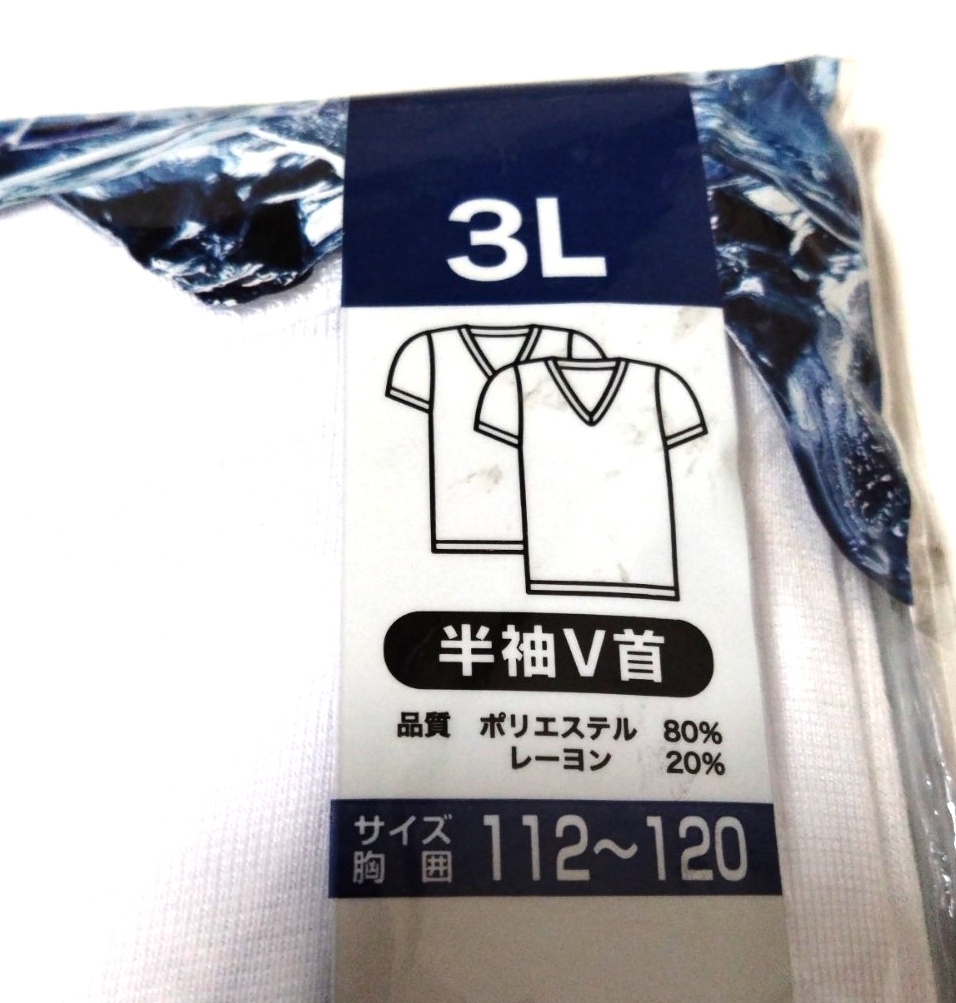 3L
半袖V首
品質 ポリエステル 80%
レーヨン 20%
サイズ
胸囲 112～120